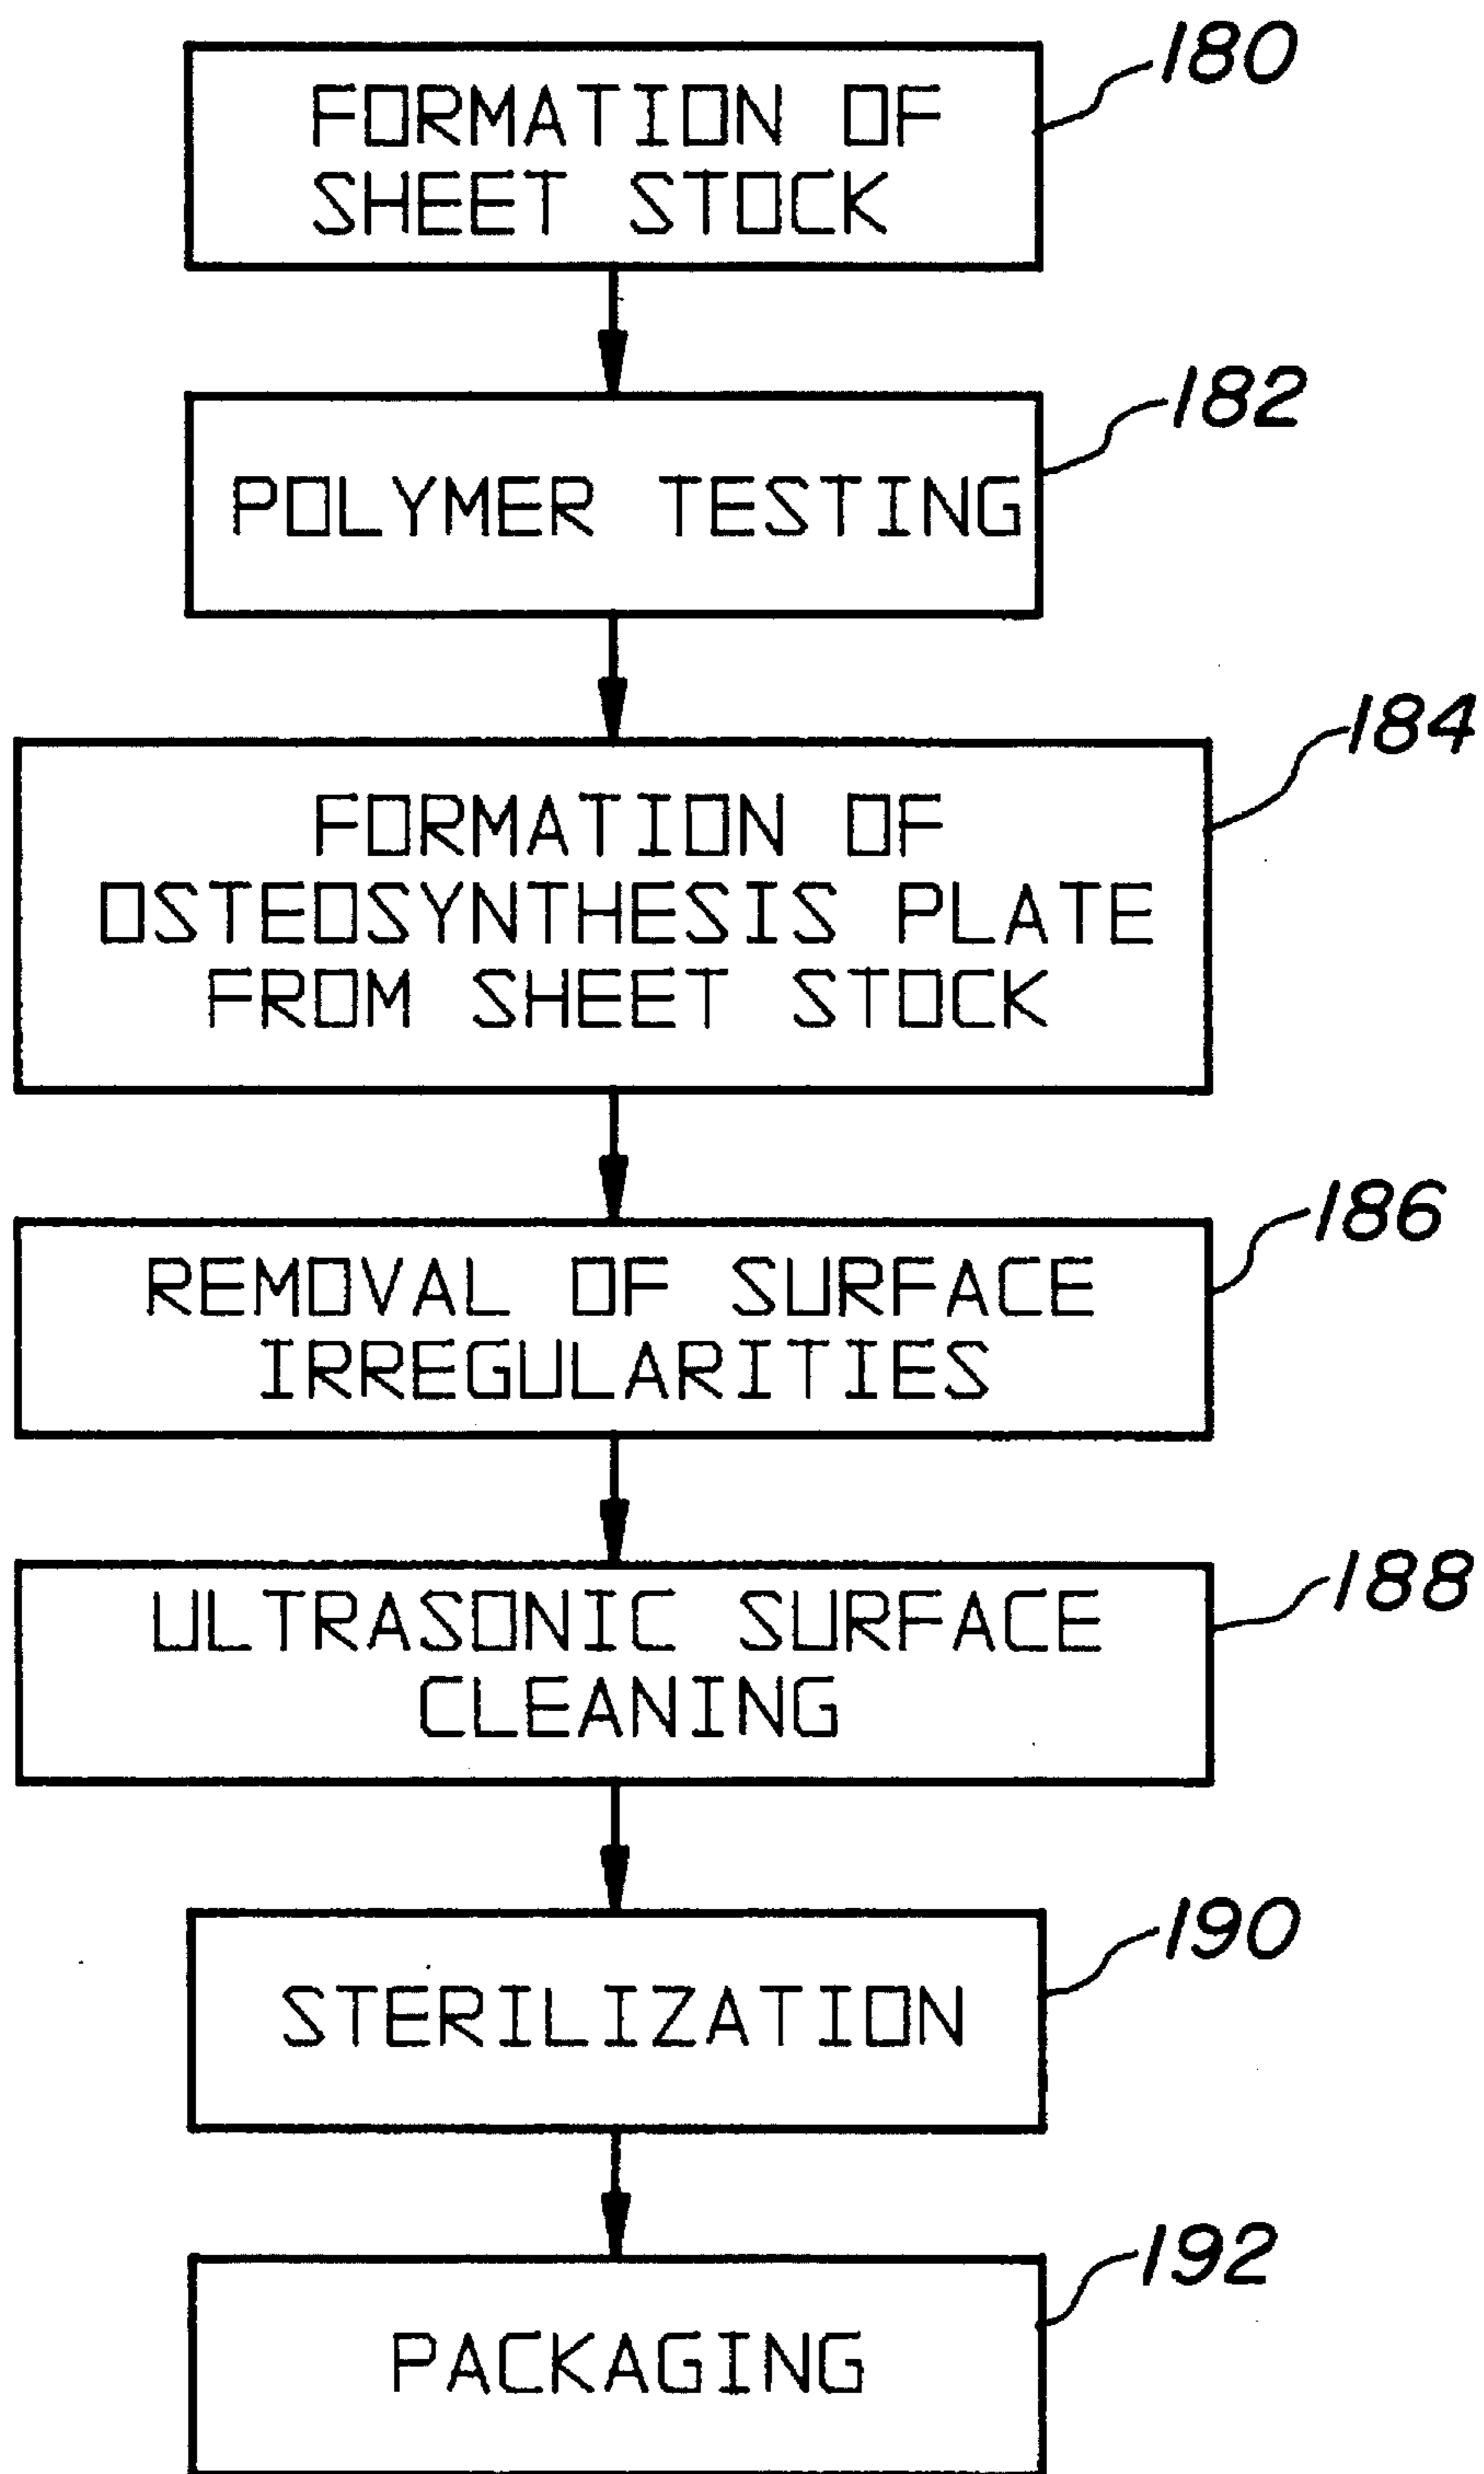 180
FORMATION OF
SHEET STOCK
182
POLYMER TESTING
184
FORMATION OF
OSTEOSYNTHESIS PLATE
FROM SHEET STOCK
186
REMOVAL OF SURFACE
IRREGULARITIES
188
ULTRASONIC SURFACE
CLEANING
190
STERILIZATION
192
PACKAGING